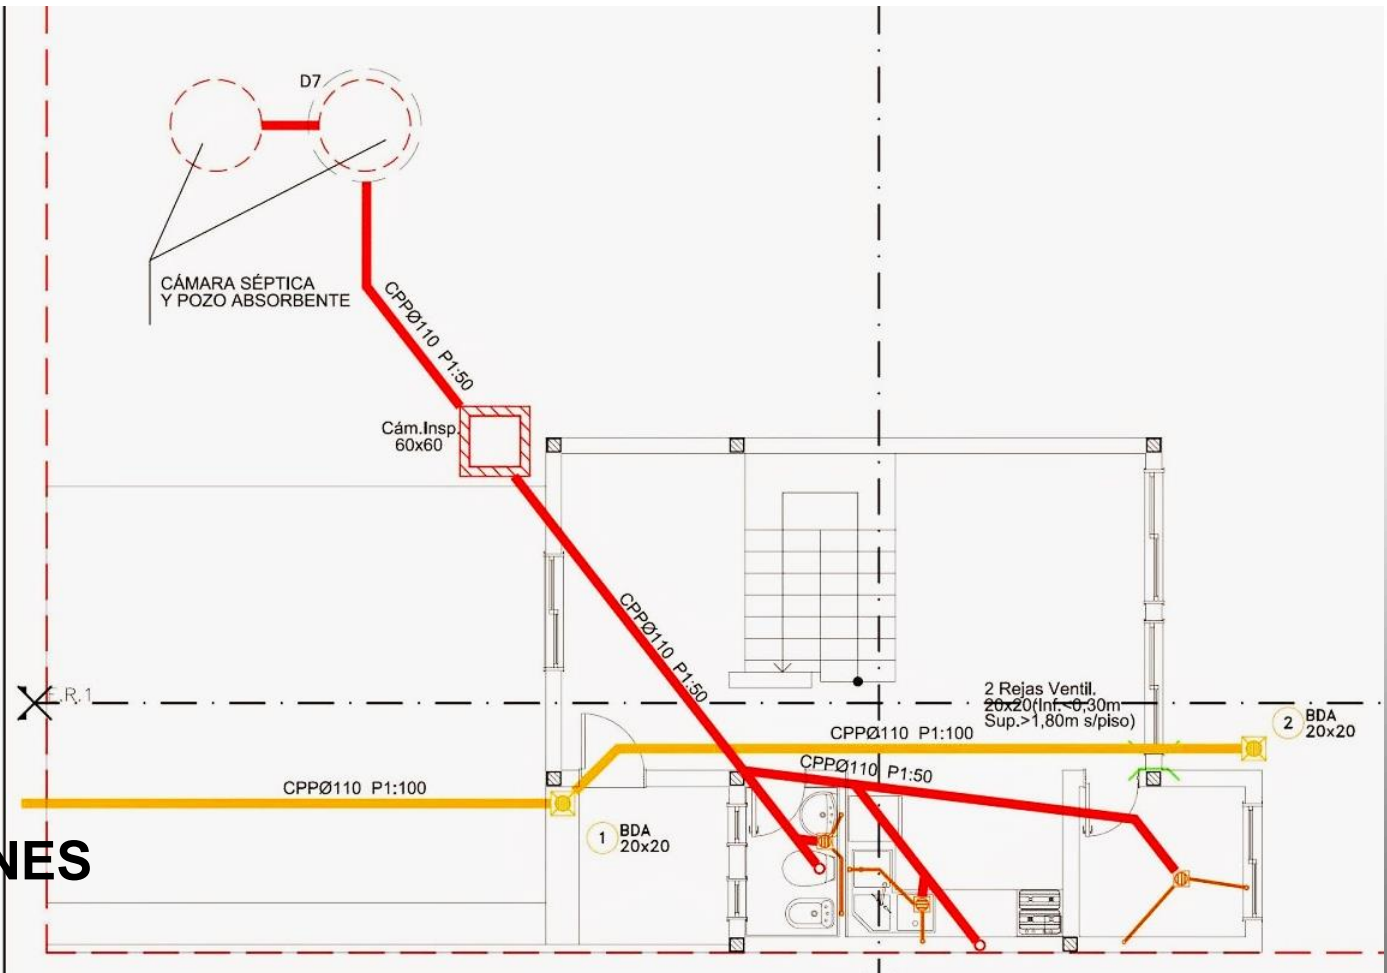 D7
CÁMARA SÉPTICA
Y POZO ABSORBENTE
CPPØ110 P1:50
Cám.Insp.
60x60
CPPØ110 P1:50
E.R.1
2 Rejas Ventil.
20x20(Inf.<0,30m
Sup.>1,80m s/piso)
2 BDA
20x20
CPPØ110 P1:100
CPPØ110 P1:50
CPPØ110 P1:100
1 BDA
20x20
NES